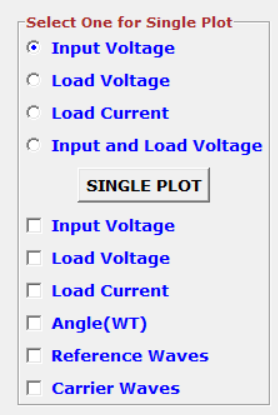 Select One for Single Plot
Input Voltage
Load Voltage
Load Current
Input and Load Voltage
SINGLE PLOT
Input Voltage
Load Voltage
Load Current
Angle(WT)
Reference Waves
Carrier Waves